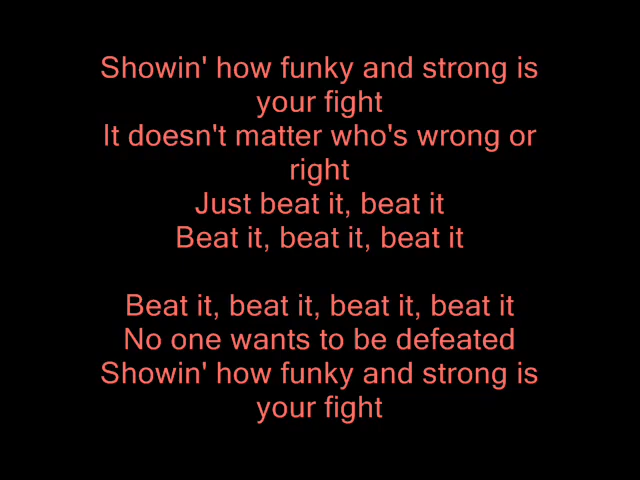 Showin' how funky and strong is
your fight
It doesn't matter who's wrong or
right
Just beat it, beat it
Beat it, beat it, beat it

Beat it, beat it, beat it, beat it
No one wants to be defeated
Showin' how funky and strong is
your fight